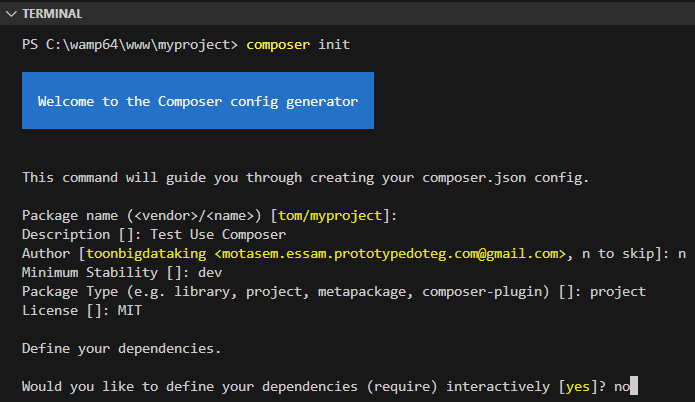 TERMINAL
PS C:\wamp64\www\myproject> composer init
Welcome to the Composer config generator
This command will guide you through creating your composer.json config.
Package name (<vendor>/<name>) [tom/myproject]:
Description []: Test Use Composer
Author [toonbigdataking <motasem.essam.prototypedoteg.com@gmail.com>, n to skip]: n
Minimum Stability []: dev
Package Type (e.g. library, project, metapackage, composer-plugin) []: project
License []: MIT
Define your dependencies.
Would you like to define your dependencies (require) interactively [yes]? no